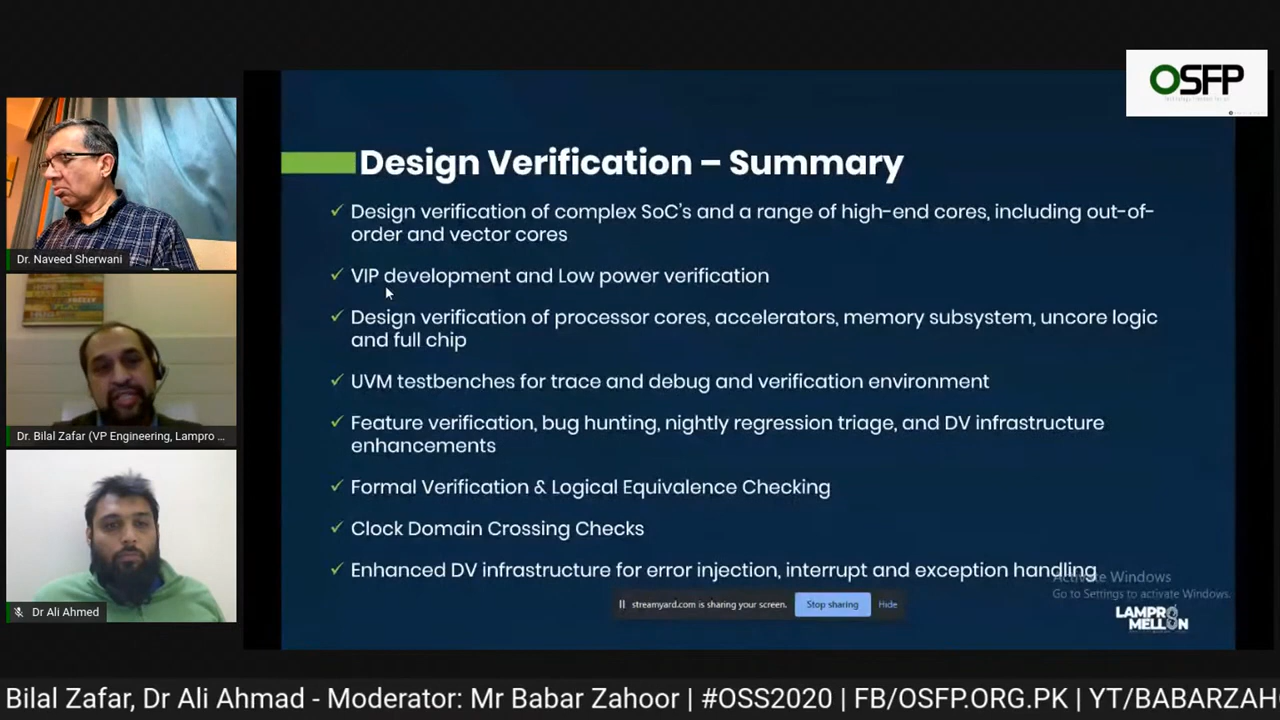 OSFP
Design Verification – Summary
✓ Design verification of complex SoC's and a range of high-end cores, including out-of-
order and vector cores
✓ VIP development and Low power verification
✓ Design verification of processor cores, accelerators, memory subsystem, uncore logic
and full chip
✓ UVM testbenches for trace and debug and verification environment
✓ Feature verification, bug hunting, nightly regression triage, and DV infrastructure
enhancements
✓ Formal Verification & Logical Equivalence Checking
✓ Clock Domain Crossing Checks
✓ Enhanced DV infrastructure for error injection, interrupt and exception handling
Activate Windows
Go to Settings to activate Windows.
streamyard.com is sharing your screen.
Stop sharing
Hide
LAMPRO
MELLON
Dr. Naveed Sherwani
Dr. Bilal Zafar (VP Engineering, Lampro ...
Dr Ali Ahmed
Bilal Zafar, Dr Ali Ahmad - Moderator: Mr Babar Zahoor | #OSS2020 | FB/OSFP.ORG.PK | YT/BABARZAH